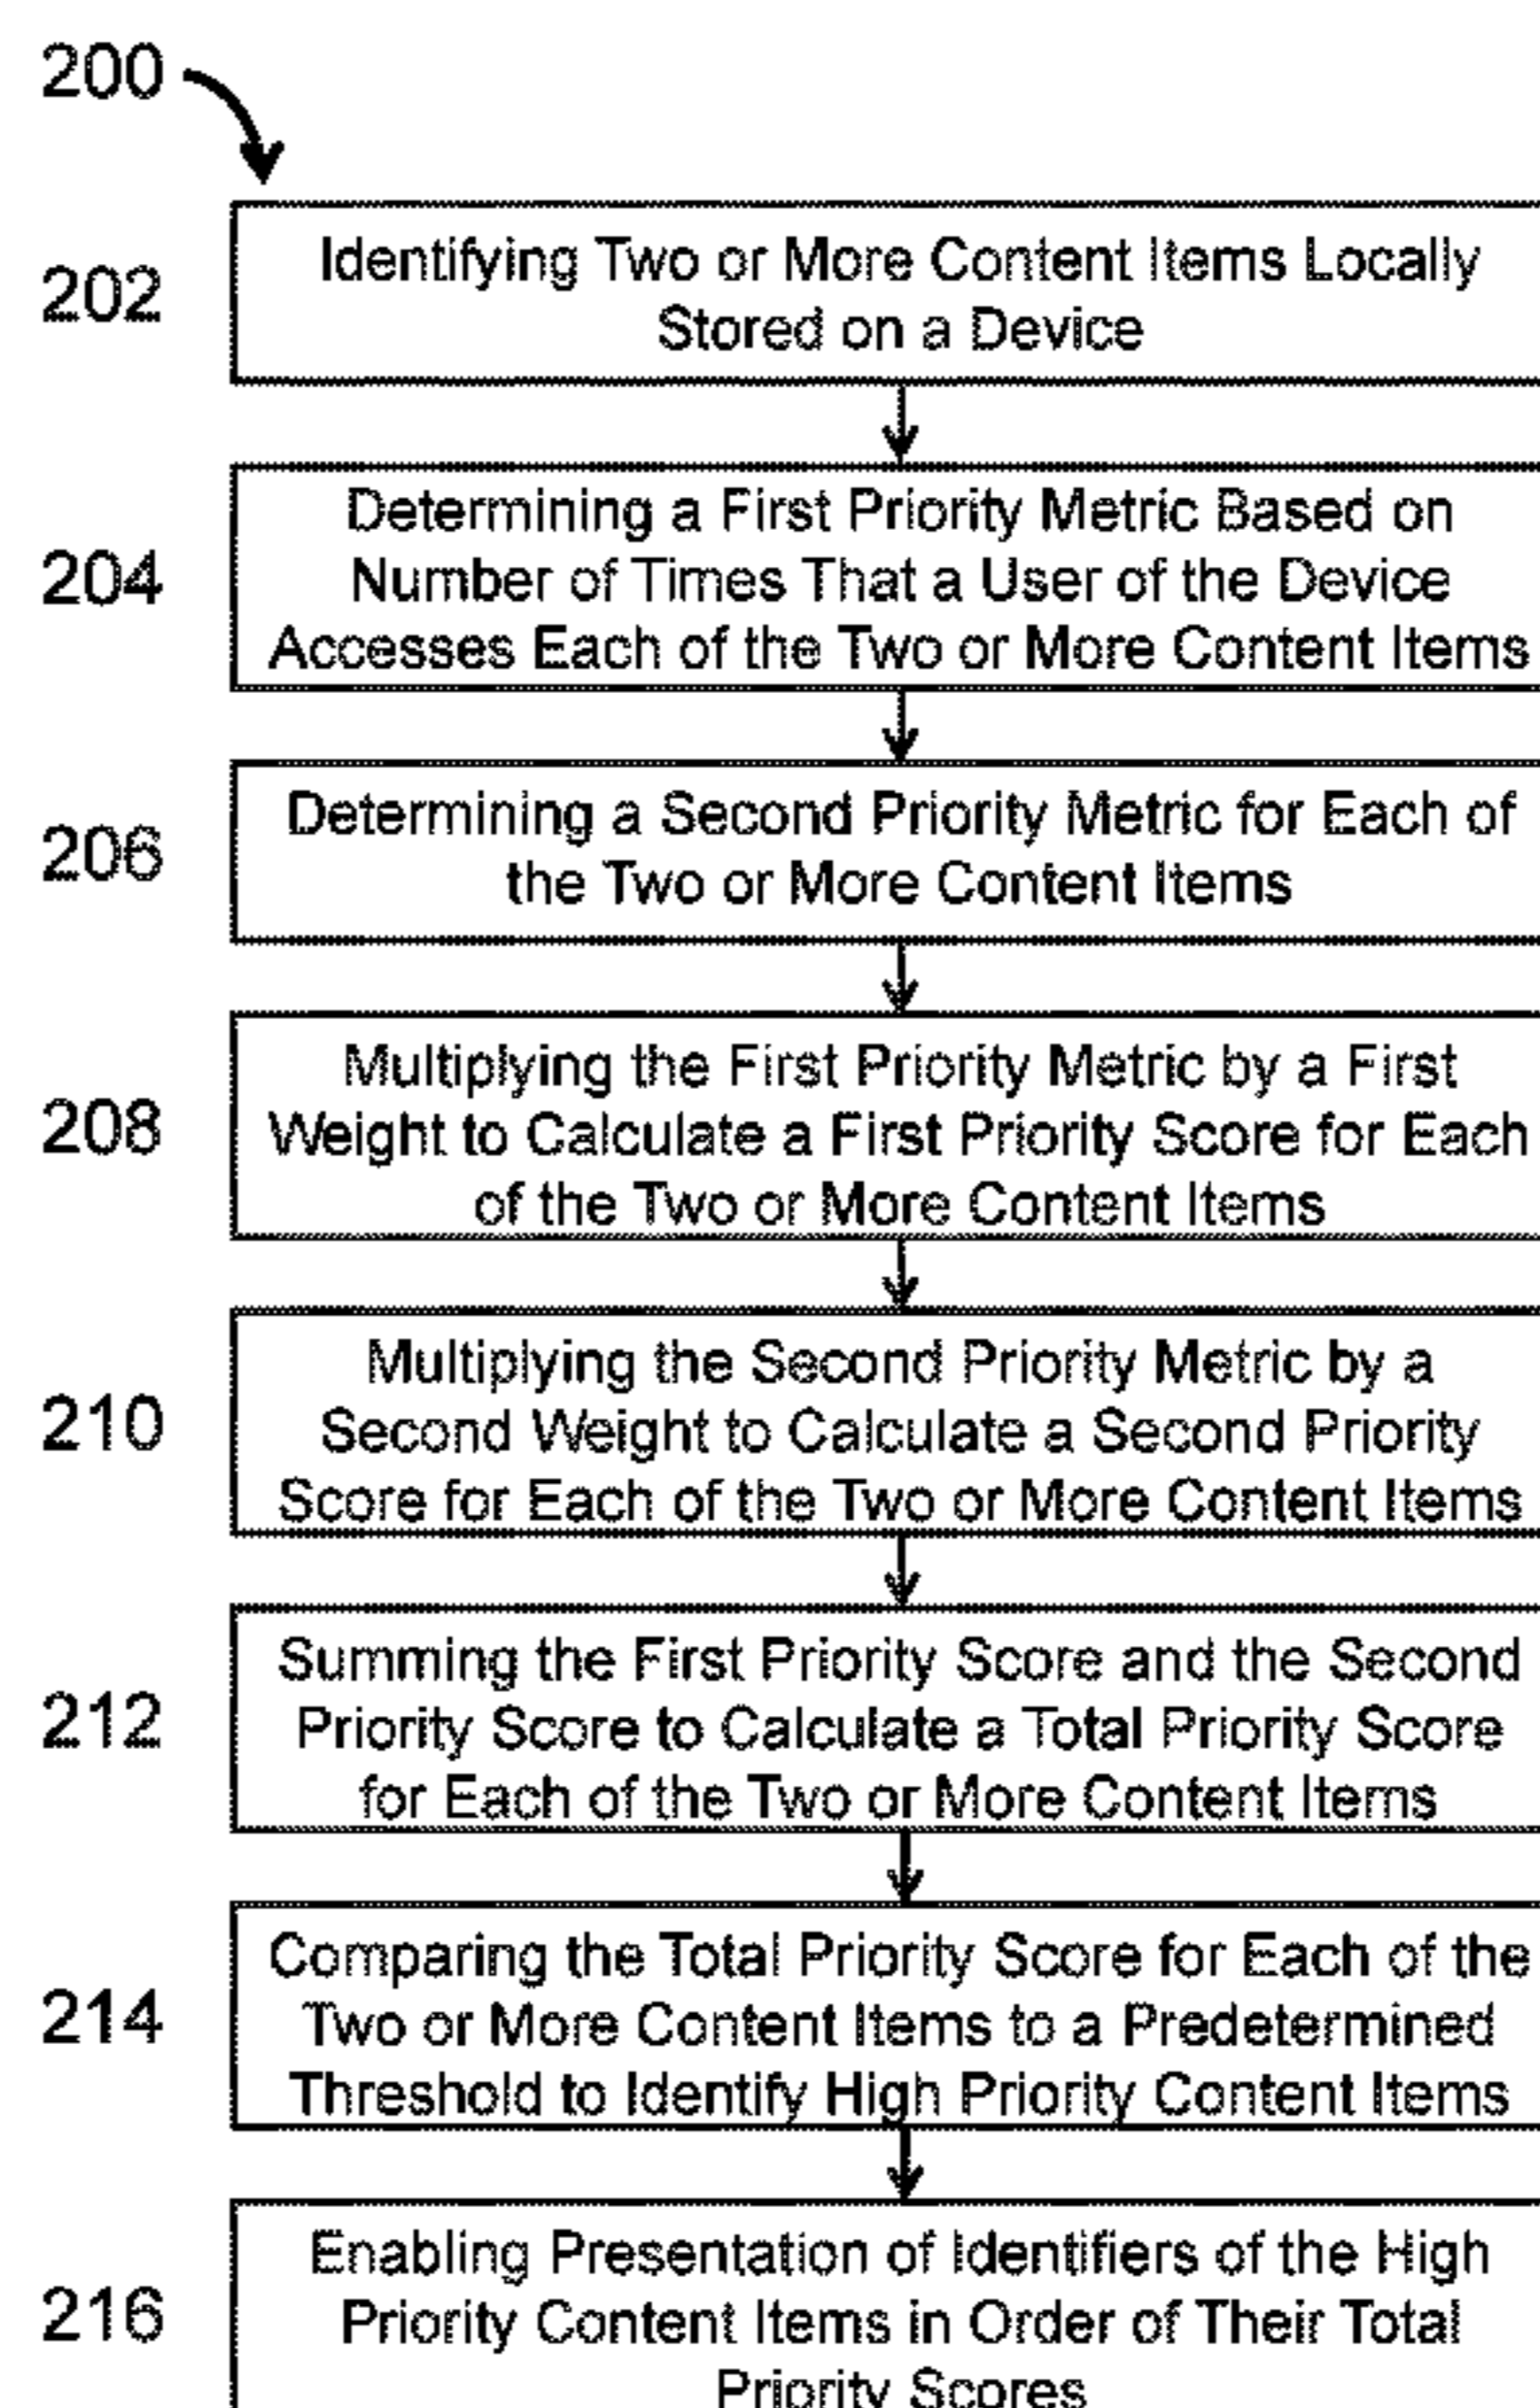 200
202
Identifying Two or More Content Items Locally
Stored on a Device
204
Determining a First Priority Metric Based on
Number of Times That a User of the Device
Accesses Each of the Two or More Content Items
206
Determining a Second Priority Metric for Each of
the Two or More Content Items
208
Multiplying the First Priority Metric by a First
Weight to Calculate a First Priority Score for Each
of the Two or More Content Items
210
Multiplying the Second Priority Metric by a
Second Weight to Calculate a Second Priority
Score for Each of the Two or More Content Items
212
Summing the First Priority Score and the Second
Priority Score to Calculate a Total Priority Score
for Each of the Two or More Content Items
214
Comparing the Total Priority Score for Each of the
Two or More Content Items to a Predetermined
Threshold to Identify High Priority Content Items
216
Enabling Presentation of Identifiers of the High
Priority Content Items in Order of Their Total
Priority Scores